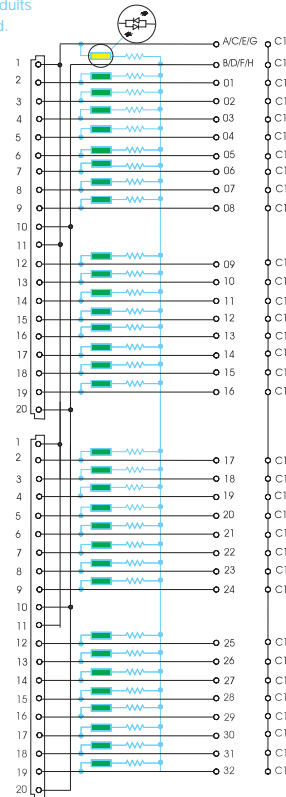 duits
d.
A/C/E/G C1
1 B/D/F/H C1
2 01 C1
3 02 C1
4 03 C1
5 04 C1
6 05 C1
7 06 C1
8 07 C1
9 08 C1
10
11
12 09 C1
13 10 C1
14 11 C1
15 12 C1
16 13 C1
17 14 C1
18 15 C1
19 16 C1
20
1
2 17 C1
3 18 C1
4 19 C1
5 20 C1
6 21 C1
7 22 C1
8 23 C1
9 24 C1
10
11
12 25 C1
13 26 C1
14 27 C1
15 28 C1
16 29 C1
17 30 C1
18 31 C1
19 32 C1
20